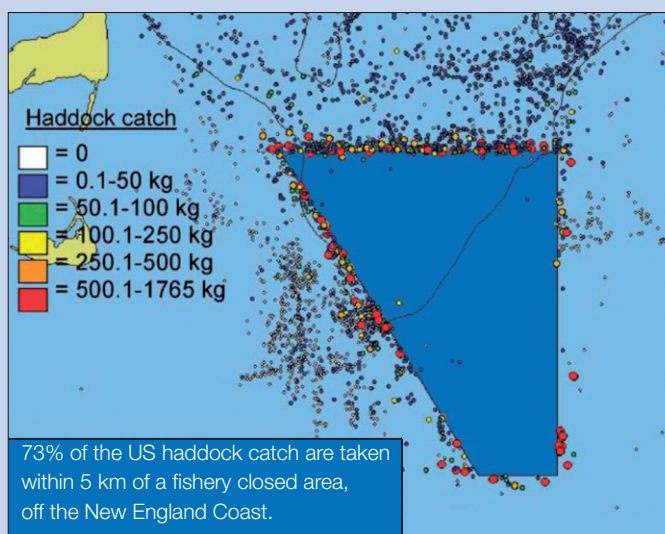 Haddock catch
= 0
= 0.1-50 kg
= 50.1-100 kg
= 100.1-250 kg
= 250.1-500 kg
= 500.1-1765 kg
73% of the US haddock catch are taken
within 5 km of a fishery closed area,
off the New England Coast.